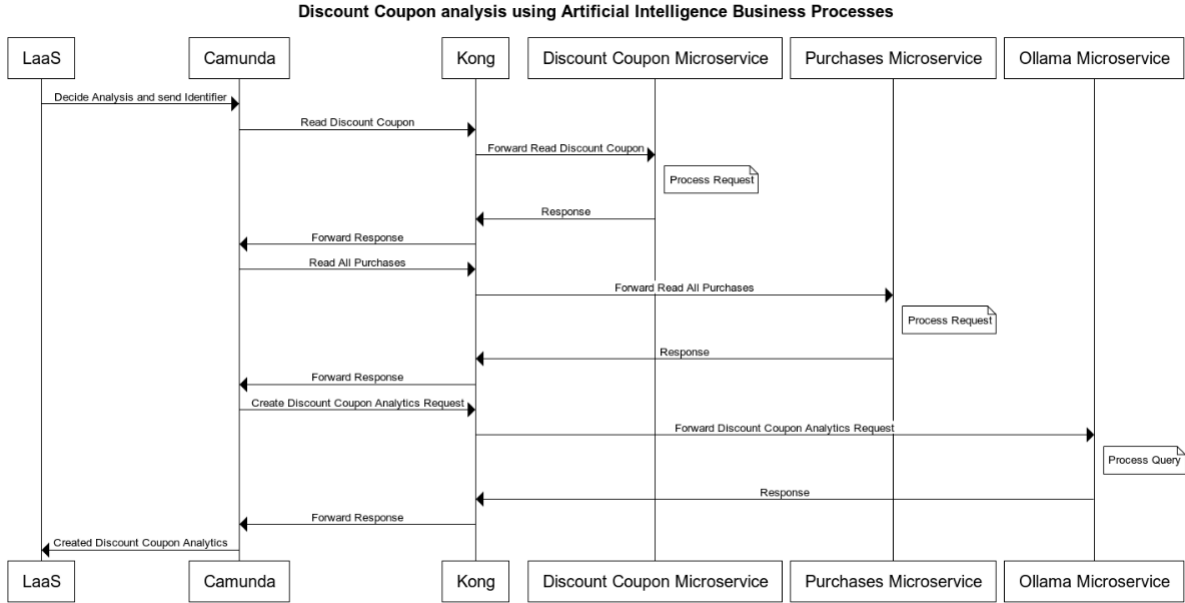 Discount Coupon analysis using Artificial Intelligence Business Processes
LaaS Camunda Kong Discount Coupon Microservice Purchases Microservice Ollama Microservice
Decide Analysis and send Identifier
Read Discount Coupon
Forward Read Discount Coupon
Process Request
Response
Forward Response
Read All Purchases
Forward Read All Purchases
Process Request
Response
Forward Response
Create Discount Coupon Analytics Request
Forward Discount Coupon Analytics Request
Process Query
Response
Forward Response
Created Discount Coupon Analytics
LaaS Camunda Kong Discount Coupon Microservice Purchases Microservice Ollama Microservice